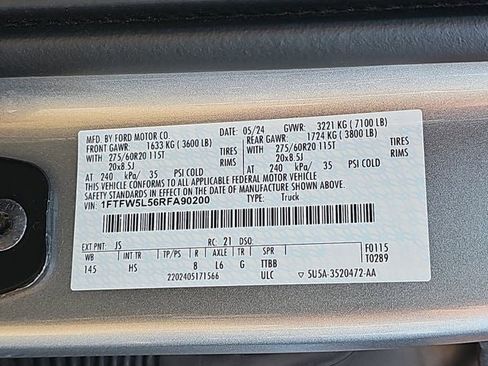 MFD. BY FORD MOTOR CO.
DATE: 05/24 GVWR: 3221 KG ( 7100 LB)
FRONT GAWR: 1633 KG ( 3600 LB)
REAR GAWR: 1724 KG ( 3800 LB)
WITH 275/60R20 115T TIRES
WITH 275/60R20 115T TIRES
20x8.5J RIMS
20x8.5J RIMS
AT 240 kPa/ 35 PSI COLD
AT 240 kPa/ 35 PSI COLD
THIS VEHICLE CONFORMS TO ALL APPLICABLE FEDERAL MOTOR VEHICLE
SAFETY STANDARDS IN EFFECT ON THE DATE OF MANUFACTURE SHOWN ABOVE.
1FTFW5L56RFA90200 TYPE: Truck
EXT PNT: JS RC: 21 DSO:
WB INT TR TP/PS R AXLE TR SPR
145 HS 8 L6 G TTBB
F0115
T0289
2202405171566 ULC 5USA-3520472-AA